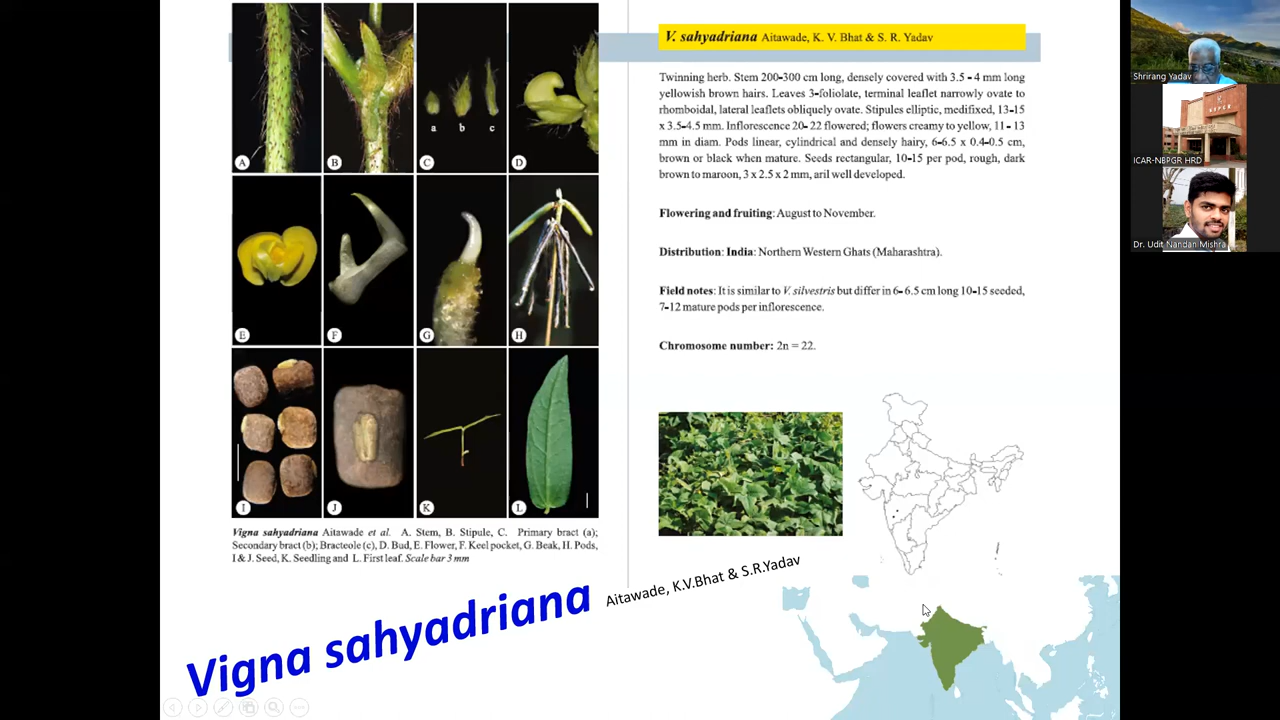 A
B
C
a b c
D
E
F
G
H
I
J
K
L
Vigna sahyadriana Aitawade et al. A. Stem, B. Stipule, C. Primary bract (a);
Secondary bract (b); Bracteole (c), D. Bud, E. Flower, F. Keel pocket, G. Beak, H. Pods,
I & J. Seed, K. Seedling and L. First leaf. Scale bar 3 mm
V. sahyadriana Aitawade, K. V. Bhat & S. R. Yadav
Twinning herb. Stem 200-300 cm long, densely covered with 3.5 - 4 mm long
yellowish brown hairs. Leaves 3-foliolate, terminal leaflet narrowly ovate to
rhomboidal, lateral leaflets obliquely ovate. Stipules elliptic, medifixed, 13-15
x 3.5-4.5 mm. Inflorescence 20-22 flowered; flowers creamy to yellow, 11 - 13
mm in diam. Pods linear, cylindrical and densely hairy, 6-6.5 x 0.4-0.5 cm,
brown or black when mature. Seeds rectangular, 10-15 per pod, rough, dark
brown to maroon, 3 x 2.5 x 2 mm, aril well developed.
Flowering and fruiting: August to November.
Distribution: India: Northern Western Ghats (Maharashtra).
Field notes: It is similar to V. silvestris but differ in 6-6.5 cm long 10-15 seeded,
7-12 mature pods per inflorescence.
Chromosome number: 2n = 22.
Vigna sahyadriana Aitawade, K.V.Bhat & S.R.Yadav
Shrirang Yadav
ICAR-NBPGR HRD
Dr. Udit Nandan Mishra